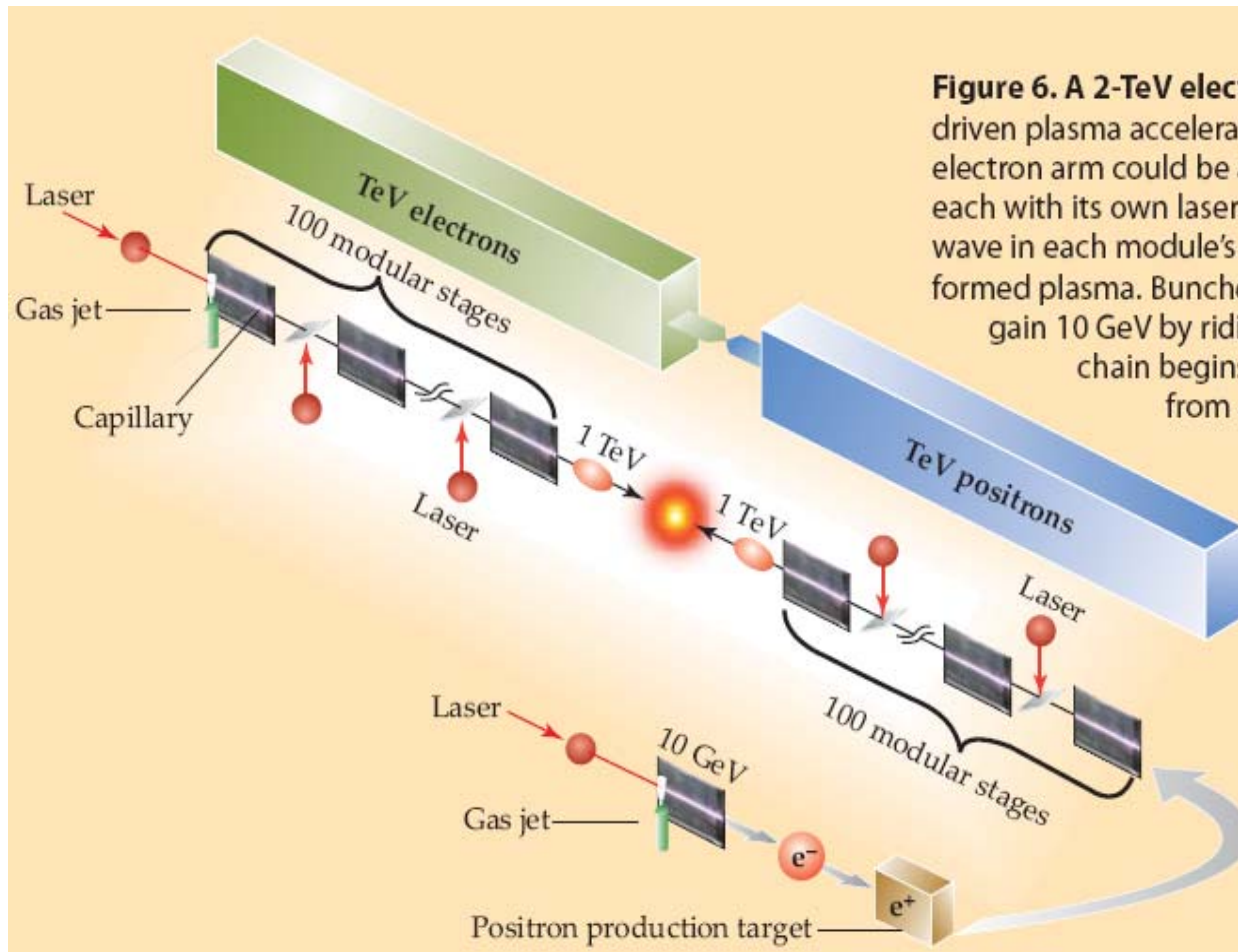 Figure 6. A 2-TeV elect
driven plasma accelera
electron arm could be a
each with its own laser
wave in each module's
formed plasma. Bunche
gain 10 GeV by ridi
chain begins
from
TeV electrons
100 modular stages
Laser
Gas jet
Capillary
Laser
1 TeV
1 TeV
TeV positrons
Laser
100 modular stages
Laser
10 GeV
Gas jet
e⁻
e⁺
Positron production target